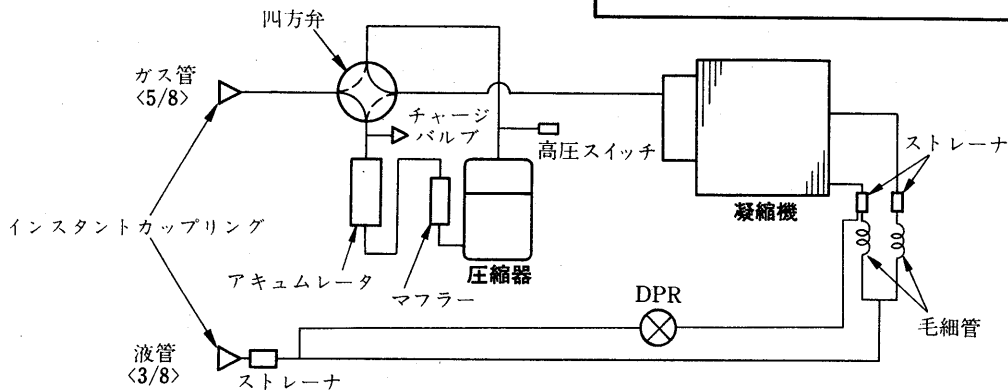 四方弁
ガス管
<5/8>
チャージ
バルブ
高圧スイッチ
ストレーナ
凝縮機
インスタントカップリング
アキュムレータ
マフラー
圧縮器
DPR
毛細管
液管
<3/8>
ストレーナ